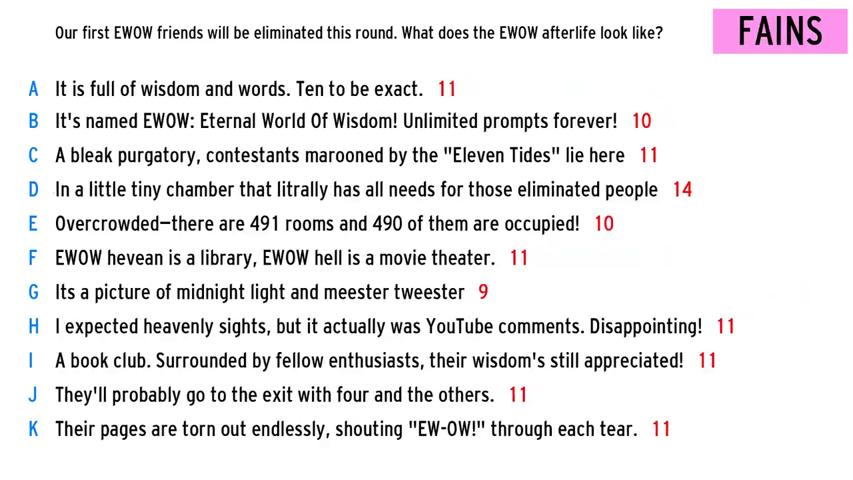 Our first EWOW friends will be eliminated this round. What does the EWOW afterlife look like?
FAINS
A It is full of wisdom and words. Ten to be exact. 11
B It's named EWOW: Eternal World Of Wisdom! Unlimited prompts forever! 10
C A bleak purgatory, contestants marooned by the "Eleven Tides" lie here 11
D In a little tiny chamber that litrally has all needs for those eliminated people 14
E Overcrowded—there are 491 rooms and 490 of them are occupied! 10
F EWOW hevean is a library, EWOW hell is a movie theater. 11
G Its a picture of midnight light and meester tweester 9
H I expected heavenly sights, but it actually was YouTube comments. Disappointing! 11
I A book club. Surrounded by fellow enthusiasts, their wisdom's still appreciated! 11
J They'll probably go to the exit with four and the others. 11
K Their pages are torn out endlessly, shouting "EW-OW!" through each tear. 11